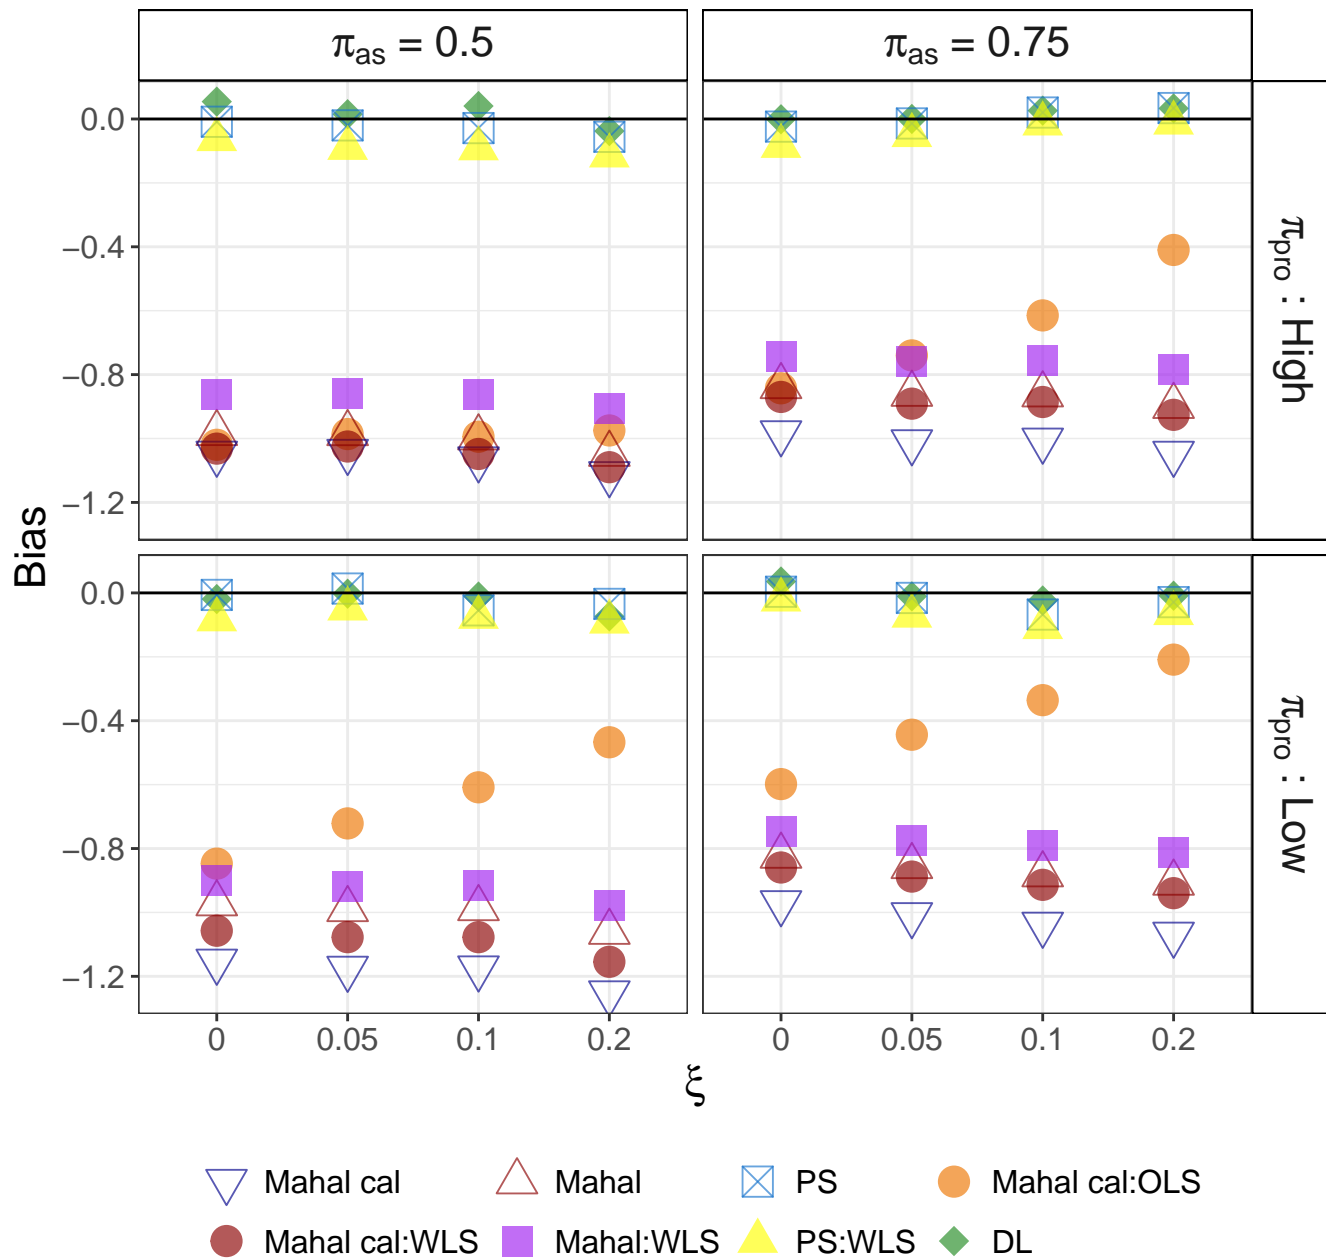 π_as = 0.5
π_as = 0.75
0.0
−0.4
−0.8
−1.2
π_pro : High
Bias
0.0
−0.4
−0.8
−1.2
π_pro : Low
0 0.05 0.1 0.2
0 0.05 0.1 0.2
ξ
Mahal cal Mahal PS Mahal cal:OLS
Mahal cal:WLS Mahal:WLS PS:WLS DL